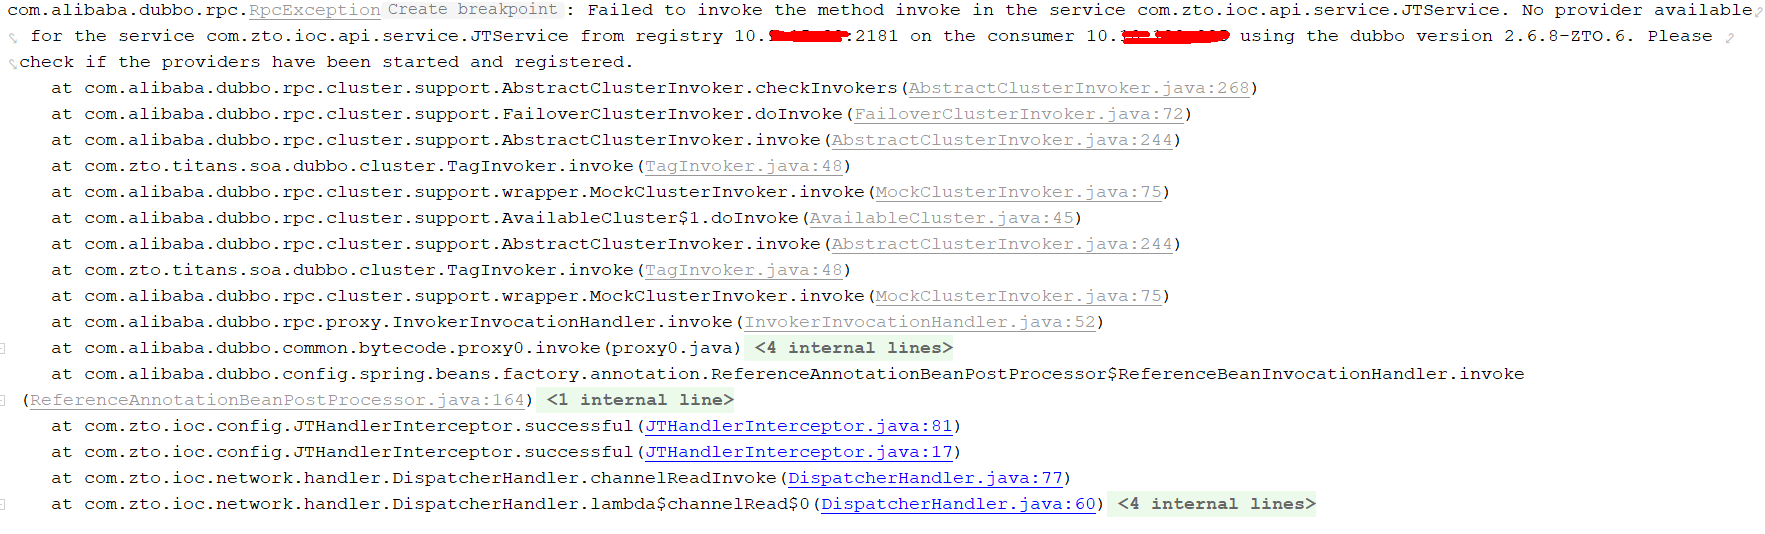 com.alibaba.dubbo.rpc.RpcException Create breakpoint : Failed to invoke the method invoke in the service com.zto.ioc.api.service.JTService. No provider available
for the service com.zto.ioc.api.service.JTService from registry 10. :2181 on the consumer 10. using the dubbo version 2.6.8-ZTO.6. Please
check if the providers have been started and registered.
at com.alibaba.dubbo.rpc.cluster.support.AbstractClusterInvoker.checkInvokers(AbstractClusterInvoker.java:268)
at com.alibaba.dubbo.rpc.cluster.support.FailoverClusterInvoker.doInvoke(FailoverClusterInvoker.java:72)
at com.alibaba.dubbo.rpc.cluster.support.AbstractClusterInvoker.invoke(AbstractClusterInvoker.java:244)
at com.zto.titans.soa.dubbo.cluster.TagInvoker.invoke(TagInvoker.java:48)
at com.alibaba.dubbo.rpc.cluster.support.wrapper.MockClusterInvoker.invoke(MockClusterInvoker.java:75)
at com.alibaba.dubbo.rpc.cluster.support.AvailableCluster$1.doInvoke(AvailableCluster.java:45)
at com.alibaba.dubbo.rpc.cluster.support.AbstractClusterInvoker.invoke(AbstractClusterInvoker.java:244)
at com.zto.titans.soa.dubbo.cluster.TagInvoker.invoke(TagInvoker.java:48)
at com.alibaba.dubbo.rpc.cluster.support.wrapper.MockClusterInvoker.invoke(MockClusterInvoker.java:75)
at com.alibaba.dubbo.rpc.proxy.InvokerInvocationHandler.invoke(InvokerInvocationHandler.java:52)
at com.alibaba.dubbo.common.bytecode.proxy0.invoke(proxy0.java) <4 internal lines>
at com.alibaba.dubbo.config.spring.beans.factory.annotation.ReferenceAnnotationBeanPostProcessor$ReferenceBeanInvocationHandler.invoke
(ReferenceAnnotationBeanPostProcessor.java:164) <1 internal line>
at com.zto.ioc.config.JTHandlerInterceptor.successful(JTHandlerInterceptor.java:81)
at com.zto.ioc.config.JTHandlerInterceptor.successful(JTHandlerInterceptor.java:17)
at com.zto.ioc.network.handler.DispatcherHandler.channelReadInvoke(DispatcherHandler.java:77)
at com.zto.ioc.network.handler.DispatcherHandler.lambda$channelRead$0(DispatcherHandler.java:60) <4 internal lines>